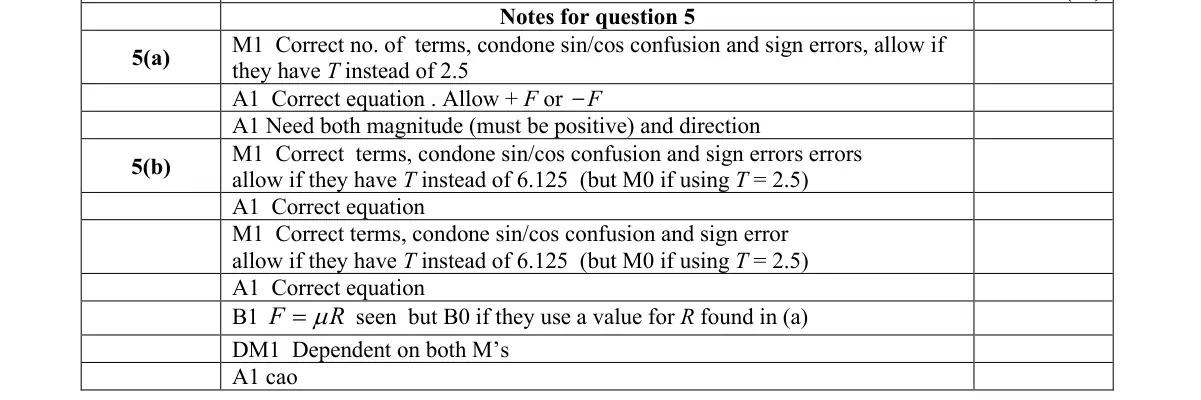 Notes for question 5
5(a)
M1 Correct no. of terms, condone sin/cos confusion and sign errors, allow if
they have T instead of 2.5
A1 Correct equation . Allow + F or −F
A1 Need both magnitude (must be positive) and direction
5(b)
M1 Correct terms, condone sin/cos confusion and sign errors errors
allow if they have T instead of 6.125 (but M0 if using T = 2.5)
A1 Correct equation
M1 Correct terms, condone sin/cos confusion and sign error
allow if they have T instead of 6.125 (but M0 if using T = 2.5)
A1 Correct equation
B1 F = μR seen but B0 if they use a value for R found in (a)
DM1 Dependent on both M’s
A1 cao